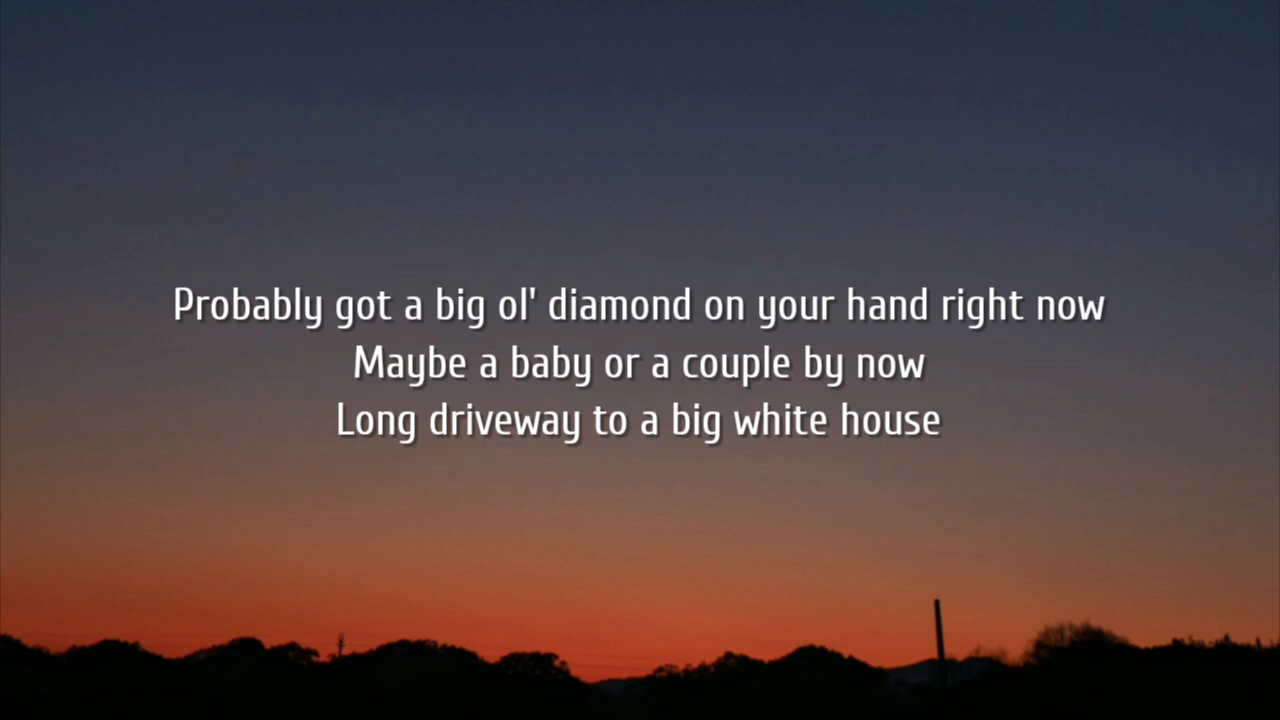 Probably got a big ol' diamond on your hand right now
Maybe a baby or a couple by now
Long driveway to a big white house